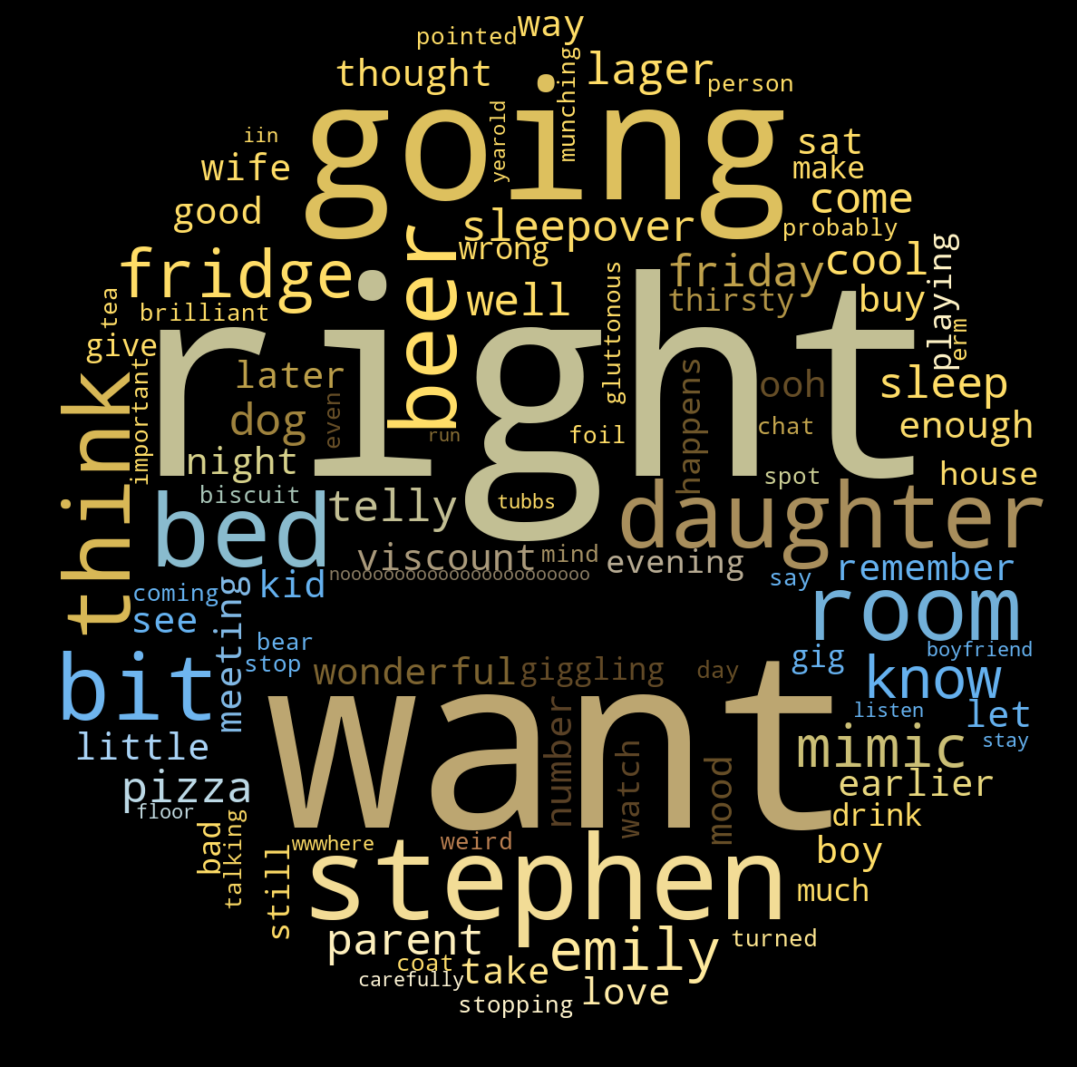 way
pointed
thought
lager
person
munching
going
yearold
iin
sat
wife
make
come
good
sleepover
probably
beer
wrong
fridge
friday
cool
playing
well
thirsty
buy
gluttonous
tea
brilliant
erm
give
right
important
later
think
ooh
sleep
happens
dog
even
run
foil
chat
enough
night
spot
house
biscuit
bed
telly
tubbs
daughter
viscount
mind
evening
nooooooooooooooooooooooo
kid
say
remember
coming
see
meeting
room
bear
stop
boyfriend
bit
wonderful
giggling
day
gig
know
want
number
listen
let
little
stay
watch
mood
mimic
pizza
earlier
floor
drink
bad
talking
wwwhere
weird
boy
still
stephen
much
parent
emily
turned
coat
take
carefully
love
stopping